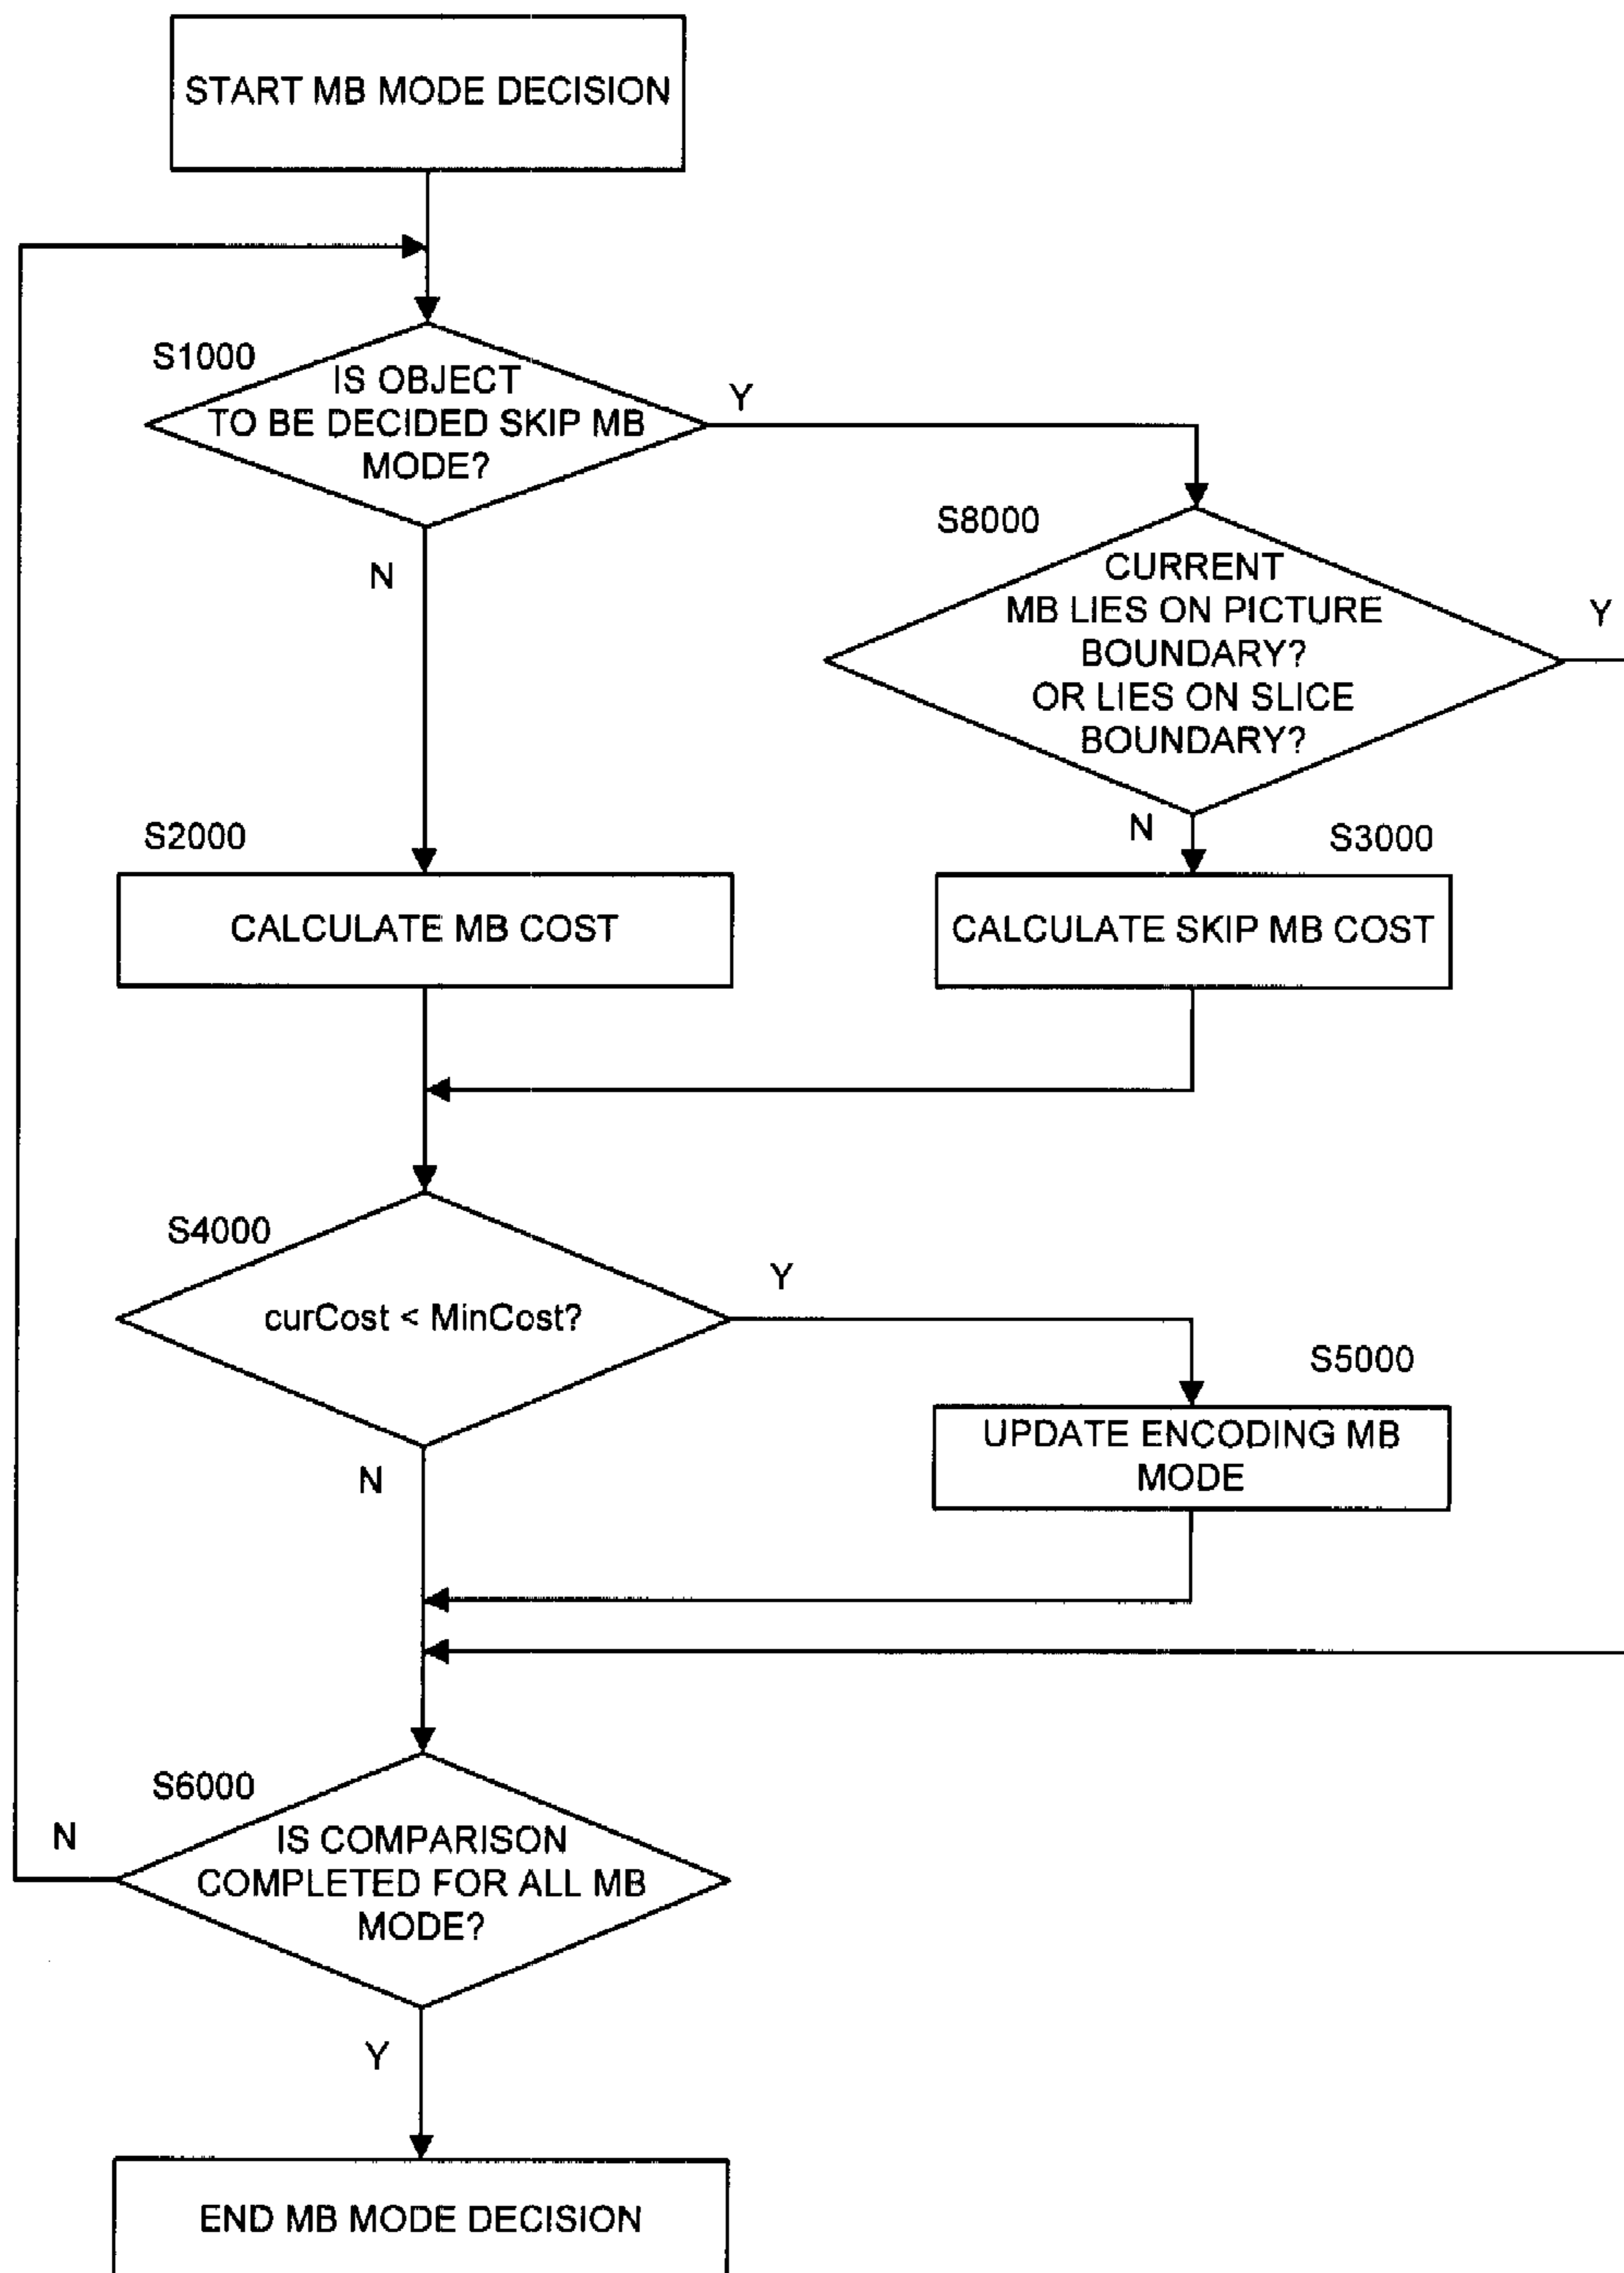 START MB MODE DECISION
S1000
IS OBJECT
TO BE DECIDED SKIP MB
MODE?
Y
N
S8000
CURRENT
MB LIES ON PICTURE
BOUNDARY?
OR LIES ON SLICE
BOUNDARY?
Y
N
S2000
CALCULATE MB COST
S3000
CALCULATE SKIP MB COST
S4000
curCost < MinCost?
Y
N
S5000
UPDATE ENCODING MB
MODE
S6000
IS COMPARISON
COMPLETED FOR ALL MB
MODE?
N
Y
END MB MODE DECISION